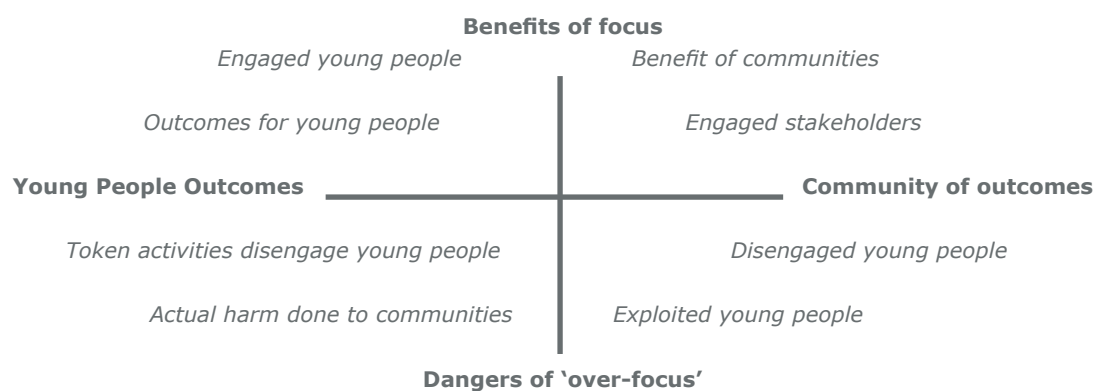 Benefits of focus
Engaged young people
Benefit of communities
Outcomes for young people
Engaged stakeholders
Young People Outcomes
Community of outcomes
Token activities disengage young people
Disengaged young people
Actual harm done to communities
Exploited young people
Dangers of ‘over-focus’